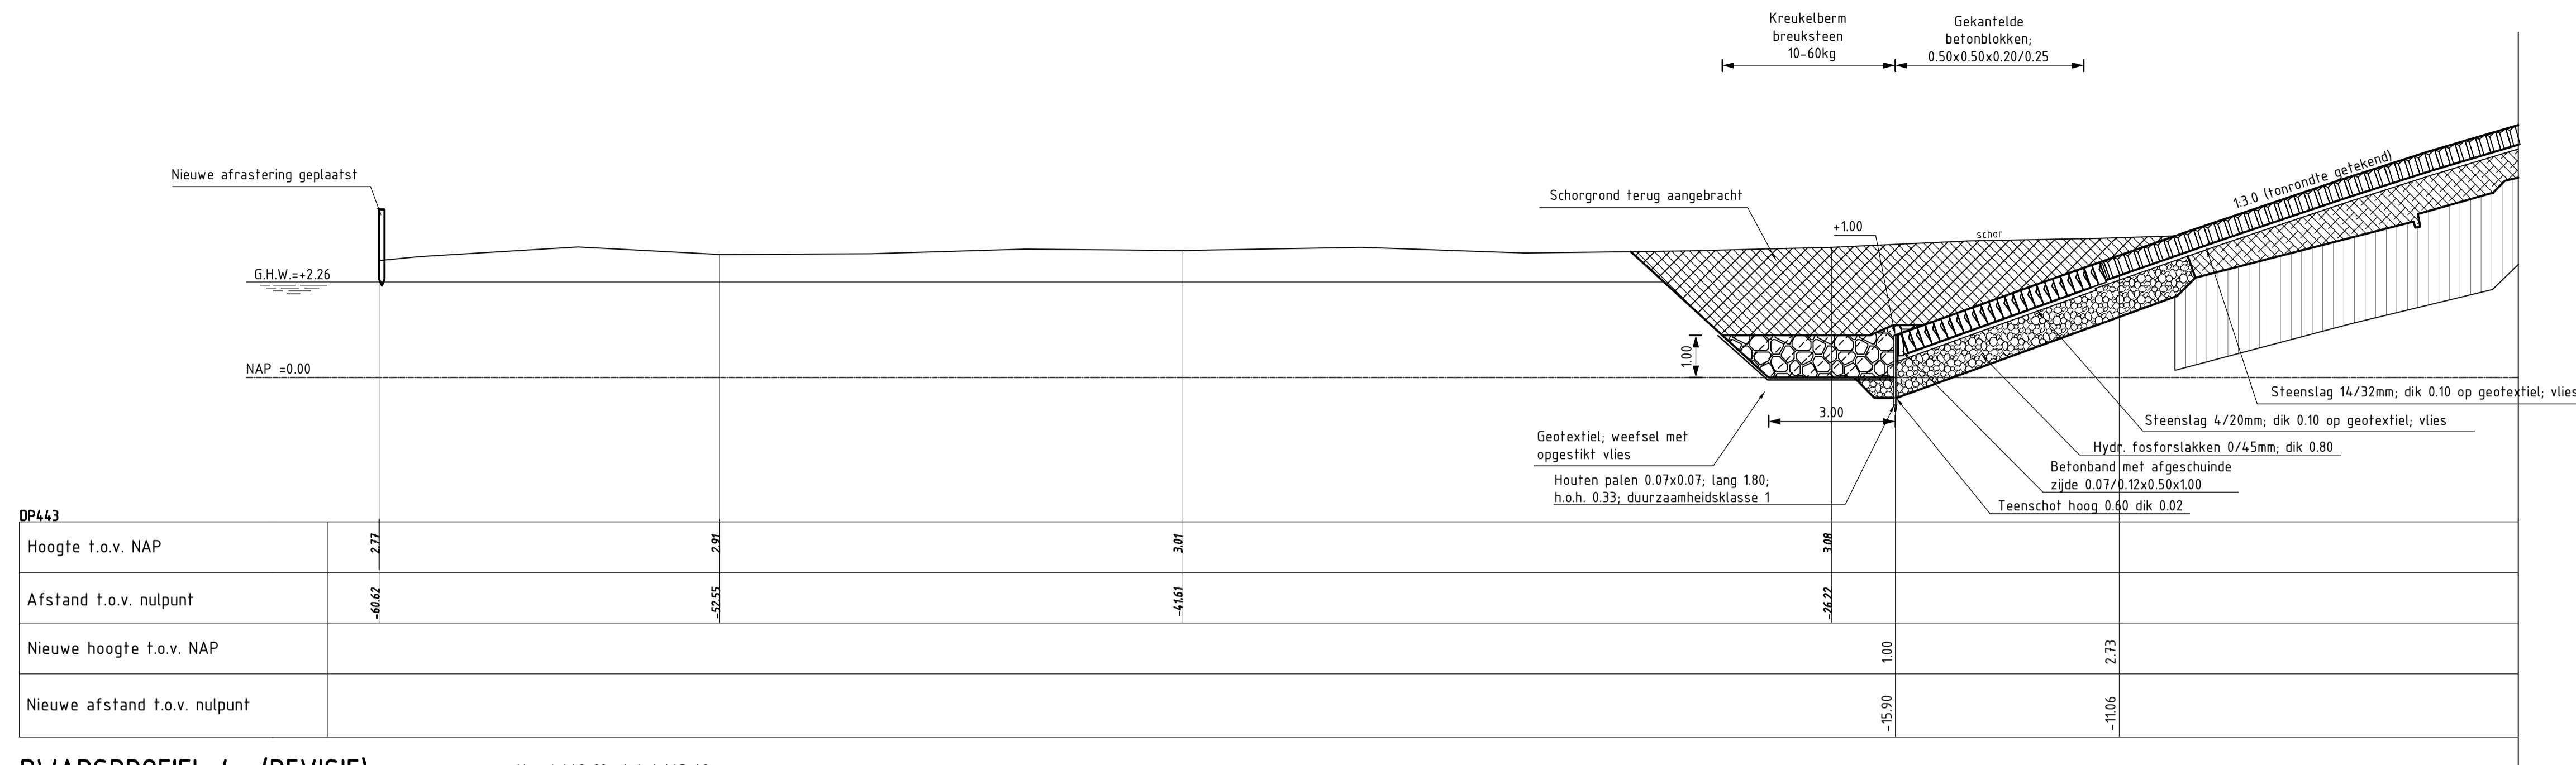 Kreukelberm
breuksteen
10-60kg
Gekantelde
betonblokken;
0.50x0.50x0.20/0.25
Nieuwe afrastering geplaatst
Schorgrond terug aangebracht
+1.00
schor
1:3.0 (tonrondte getekend)
G.H.W.=+2.26
NAP =0.00
1.00
3.00
Steenslag 14/32mm; dik 0.10 op geotextiel; vlies
Steenslag 4/20mm; dik 0.10 op geotextiel; vlies
Hydr. fosforslakken 0/45mm; dik 0.80
Betonband met afgeschuinde
zijde 0.07/0.12x0.50x1.00
Teenschot hoog 0.60 dik 0.02
Geotextiel; weefsel met
opgestikt vlies
Houten palen 0.07x0.07; lang 1.80;
h.o.h. 0.33; duurzaamheidsklasse 1
DP443
Hoogte t.o.v. NAP 2.77 2.91 3.01 3.08
Afstand t.o.v. nulpunt -60.62 -52.55 -41.61 -26.22
Nieuwe hoogte t.o.v. NAP 1.00 2.73
Nieuwe afstand t.o.v. nulpunt -15.90 -11.06
(REVISIE)